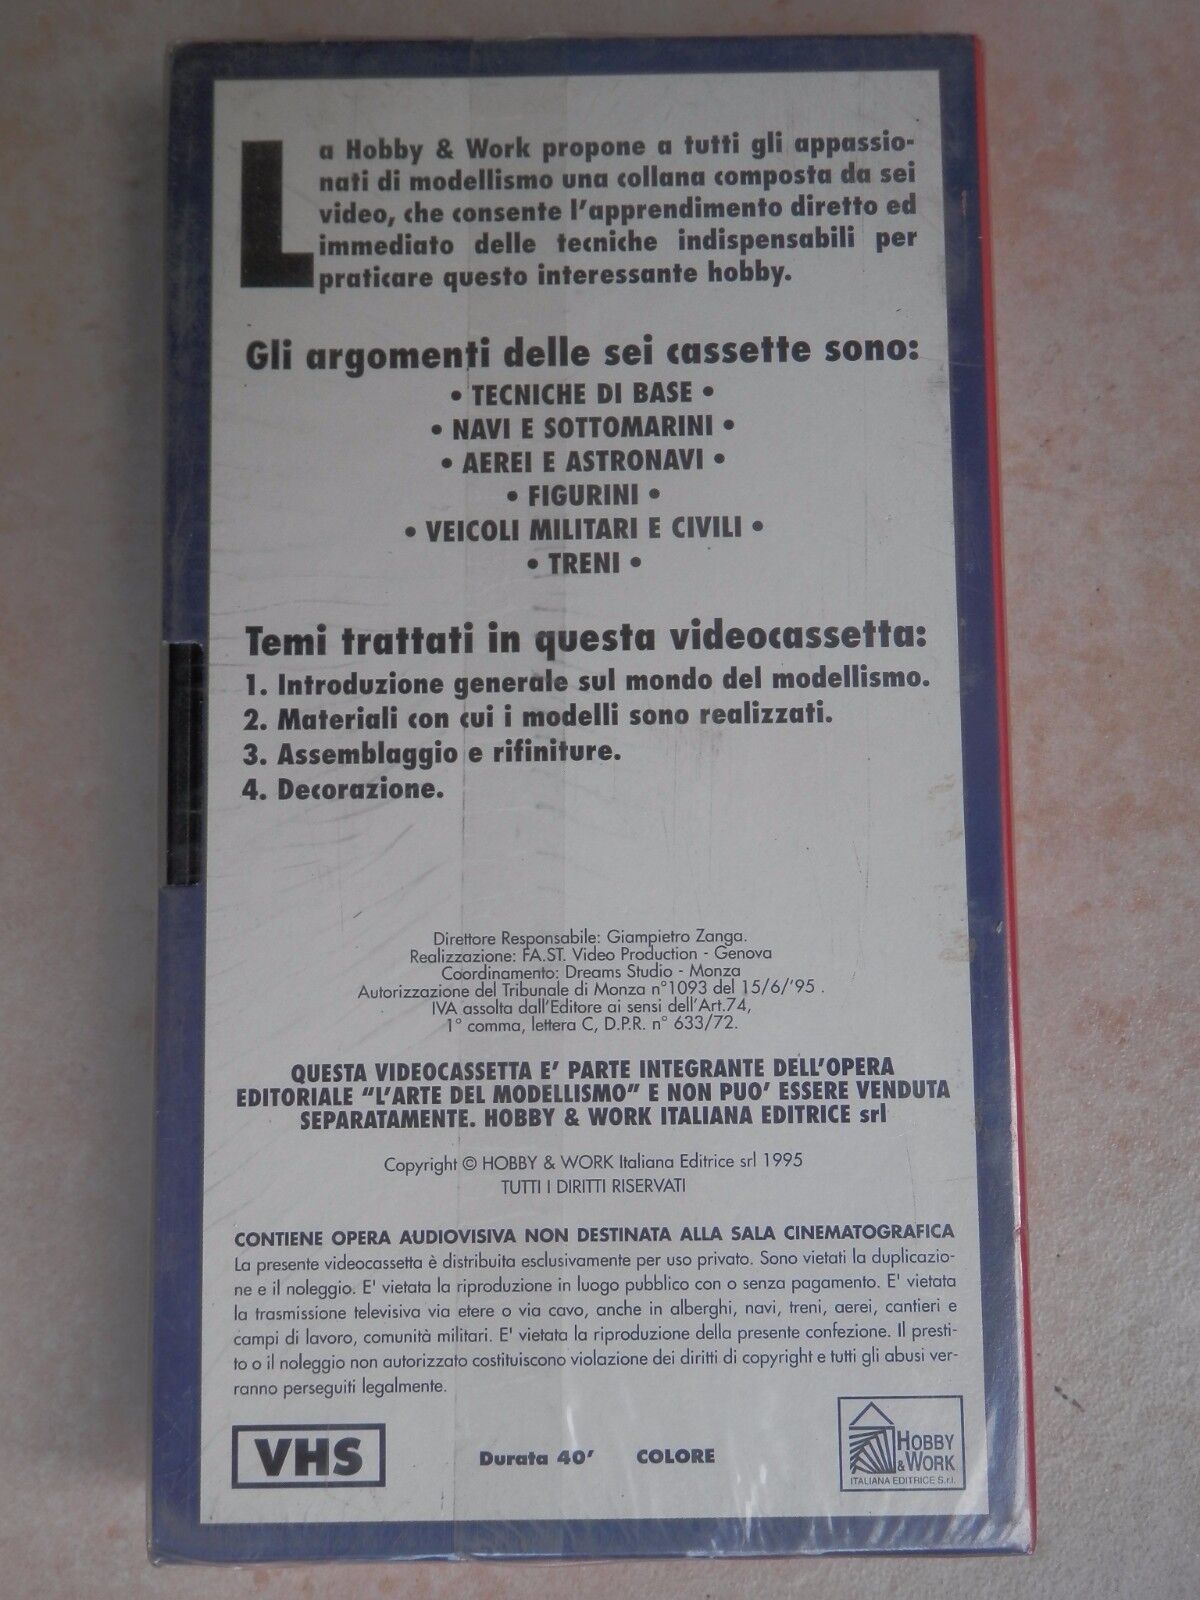 La Hobby & Work propone a tutti gli appassio-
nati di modellismo una collana composta da sei
video, che consente l'apprendimento diretto ed
immediato delle tecniche indispensabili per
praticare questo interessante hobby.
Gli argomenti delle sei cassette sono:
• TECNICHE DI BASE •
• NAVI E SOTTOMARINI •
• AEREI E ASTRONAVI •
• FIGURINI •
• VEICOLI MILITARI E CIVILI •
• TRENI •
Temi trattati in questa videocassetta:
1. Introduzione generale sul mondo del modellismo.
2. Materiali con cui i modelli sono realizzati.
3. Assemblaggio e rifiniture.
4. Decorazione.
Direttore Responsabile: Giampietro Zanga.
Realizzazione: FA.ST. Video Production - Genova
Coordinamento: Dreams Studio - Monza
Autorizzazione del Tribunale di Monza n°1093 del 15/6/'95 .
IVA assolta dall'Editore ai sensi dell'Art.74,
1° comma, lettera C, D.P.R. n° 633/72.
QUESTA VIDEOCASSETTA E' PARTE INTEGRANTE DELL'OPERA
EDITORIALE "L'ARTE DEL MODELLISMO" E NON PUO' ESSERE VENDUTA
SEPARATAMENTE. HOBBY & WORK ITALIANA EDITRICE srl
Copyright © HOBBY & WORK Italiana Editrice srl 1995
TUTTI I DIRITTI RISERVATI
CONTIENE OPERA AUDIOVISIVA NON DESTINATA ALLA SALA CINEMATOGRAFICA
La presente videocassetta è distribuita esclusivamente per uso privato. Sono vietati la duplicazio-
ne e il noleggio. E' vietata la riproduzione in luogo pubblico con o senza pagamento. E' vietata
la trasmissione televisiva via etere o via cavo, anche in alberghi, navi, treni, aerei, cantieri e
campi di lavoro, comunità militari. E' vietata la riproduzione della presente confezione. Il presti-
to o il noleggio non autorizzato costituiscono violazione dei diritti di copyright e tutti gli abusi ver-
ranno perseguiti legalmente.
VHS
Durata 40' COLORE
HOBBY
& WORK
ITALIANA EDITRICE S.r.l.